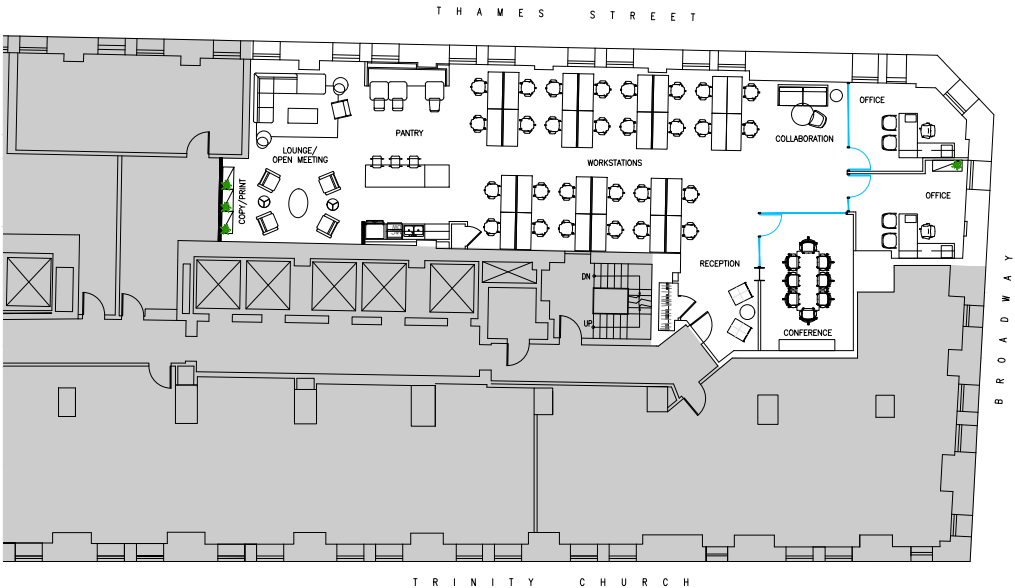 THAMES STREET
OFFICE
PANTRY
COLLABORATION
LOUNGE/
OPEN MEETING
WORKSTATIONS
COPY/PRINT
OFFICE
RECEPTION
DN
UP
CONFERENCE
BROADWAY
TRINITY CHURCH